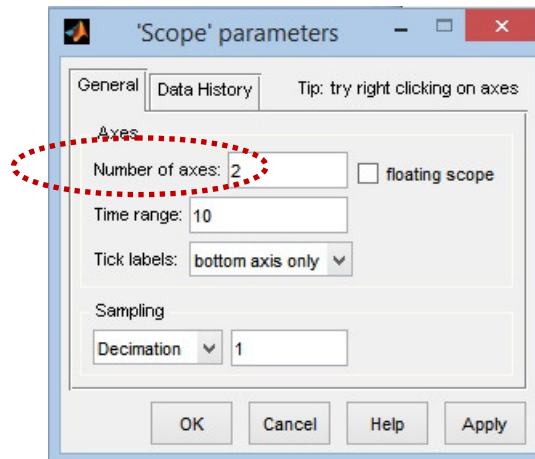 'Scope' parameters
General Data History Tip: try right clicking on axes
Axes
Number of axes: 2 floating scope
Time range: 10
Tick labels: bottom axis only
Sampling
Decimation 1
OK Cancel Help Apply